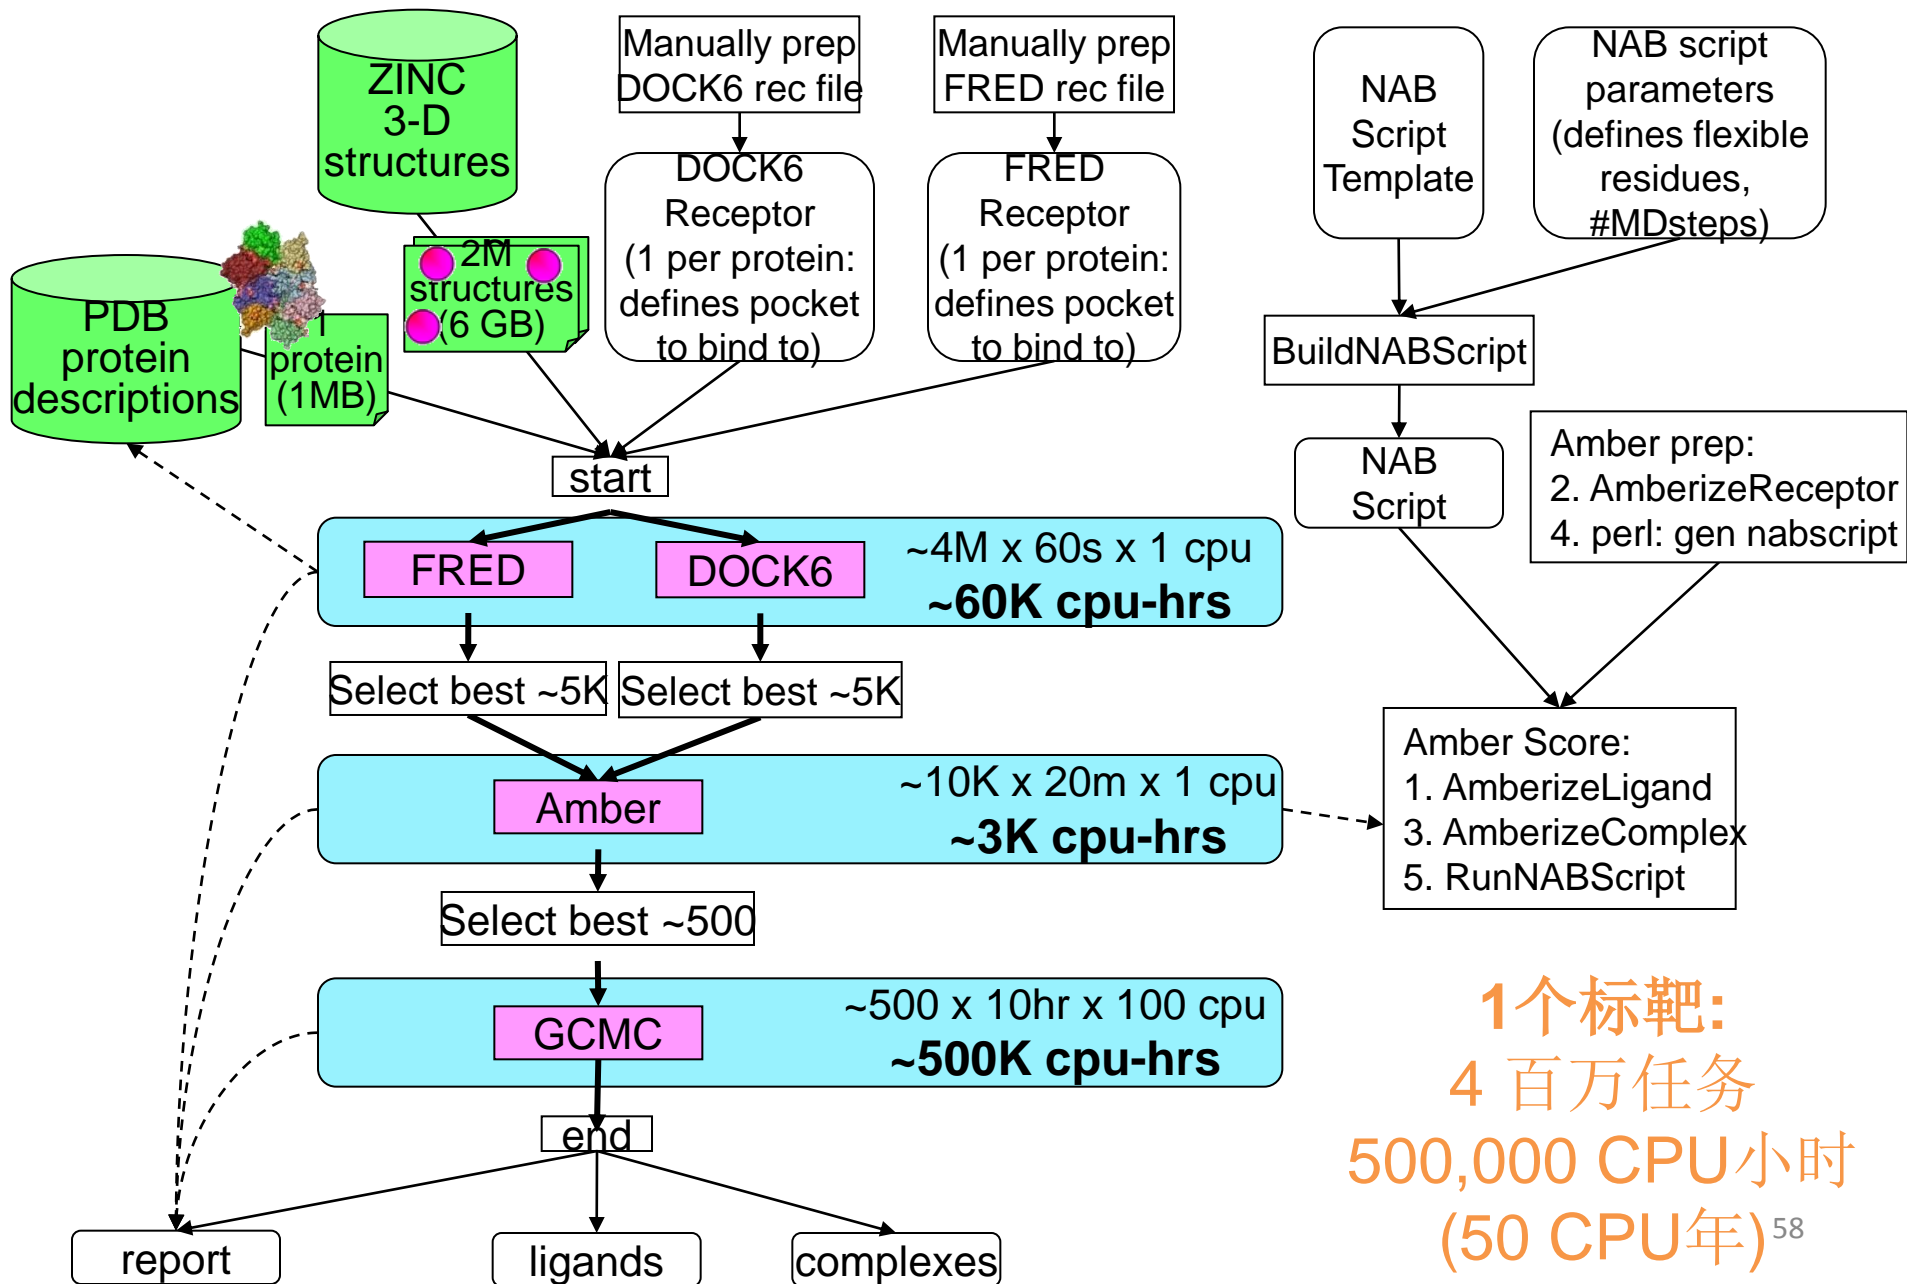 ZINC
3-D
structures
Manually prep
DOCK6 rec file
Manually prep
FRED rec file
NAB
Script
Template
NAB script
parameters
(defines flexible
residues,
#MDsteps)
DOCK6
Receptor
(1 per protein:
defines pocket
to bind to)
FRED
Receptor
(1 per protein:
defines pocket
to bind to)
2M
structures
(6 GB)
PDB
protein
descriptions
1
protein
(1MB)
BuildNABScript
start
NAB
Script
Amber prep:
2. AmberizeReceptor
4. perl: gen nabscript
FRED
DOCK6
~4M x 60s x 1 cpu
~60K cpu-hrs
Select best ~5K
Select best ~5K
Amber
~10K x 20m x 1 cpu
~3K cpu-hrs
Amber Score:
1. AmberizeLigand
3. AmberizeComplex
5. RunNABScript
Select best ~500
GCMC
~500 x 10hr x 100 cpu
~500K cpu-hrs
end
report
ligands
complexes
1个标靶:
4 百万任务
500,000 CPU小时
(50 CPU年)
58